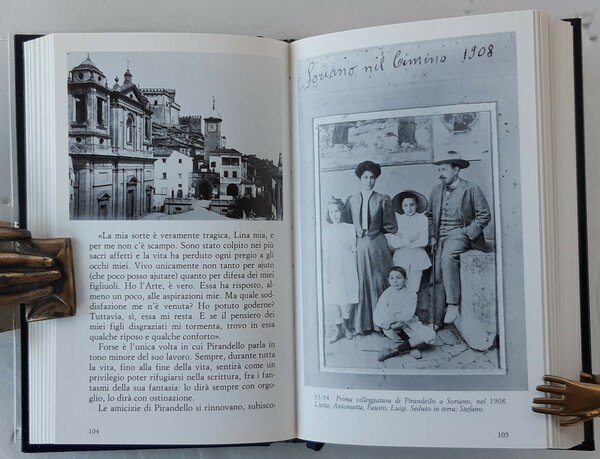 «La mia sorte è veramente tragica, Lina mia, e
per me non c'è scampo. Sono stato colpito nei più
sacri affetti e la vita ha perduto ogni pregio a gli
occhi miei. Vivo unicamente non tanto per ajuto
(che poco posso ajutare) quanto per difesa dei miei
figliuoli. Ho l'Arte, è vero. Essa ha risposto, al-
meno un poco, alle aspirazioni mie. Ma quale sod-
disfazione me n'è venuta? Ho potuto goderne?
Tuttavia, sì, essa mi resta. E se il pensiero dei
miei figli disgraziati mi tormenta, trovo in essa
qualche riposo e qualche conforto».
Forse è l'unica volta in cui Pirandello parla in
tono minore del suo lavoro. Sempre, durante tutta
la vita, fino alla fine della vita, sentirà come un
privilegio poter rifugiarsi nella scrittura, fra i fan-
tasmi della sua fantasia: lo dirà sempre con orgo-
glio, lo dirà con ostinazione.
Le amicizie di Pirandello si rinnovano, subisco-
104
Soriano nel Cimino 1908
93-94 Prima villeggiatura di Pirandello a Soriano, nel 1908.
Lietta, Antonietta, Fausto, Luigi. Seduto in terra: Stefano.
105